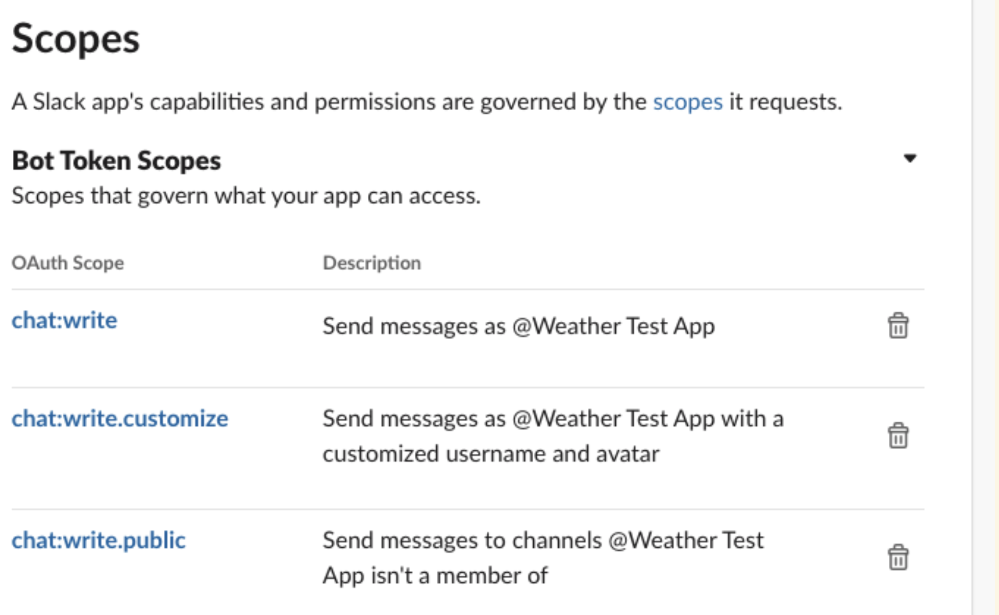 Scopes
A Slack app's capabilities and permissions are governed by the scopes it requests.
Bot Token Scopes
Scopes that govern what your app can access.
OAuth Scope Description
chat:write Send messages as @Weather Test App
chat:write.customize Send messages as @Weather Test App with a
customized username and avatar
chat:write.public Send messages to channels @Weather Test
App isn't a member of